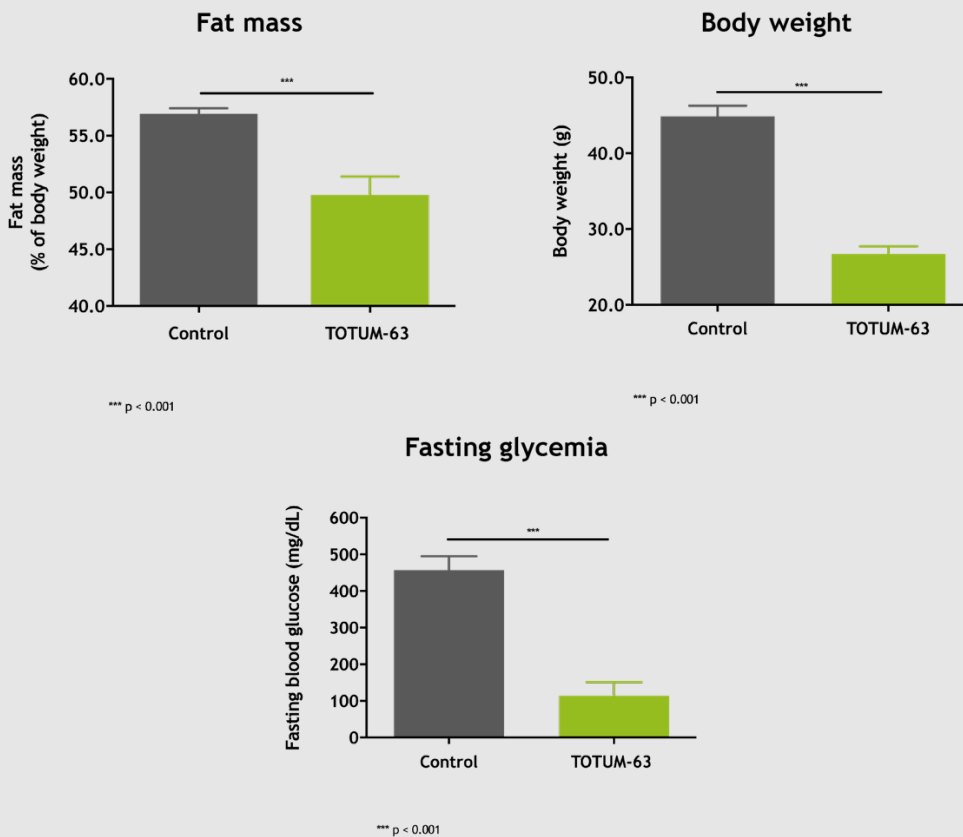 Fat mass
Fat mass
(% of body weight)
60.0
55.0
50.0
45.0
40.0
***
Control
TOTUM-63
*** p < 0.001
Body weight
Body weight (g)
50.0
40.0
30.0
20.0
***
Control
TOTUM-63
*** p < 0.001
Fasting glycemia
Fasting blood glucose (mg/dL)
600
500
400
300
200
100
0
***
Control
TOTUM-63
*** p < 0.001